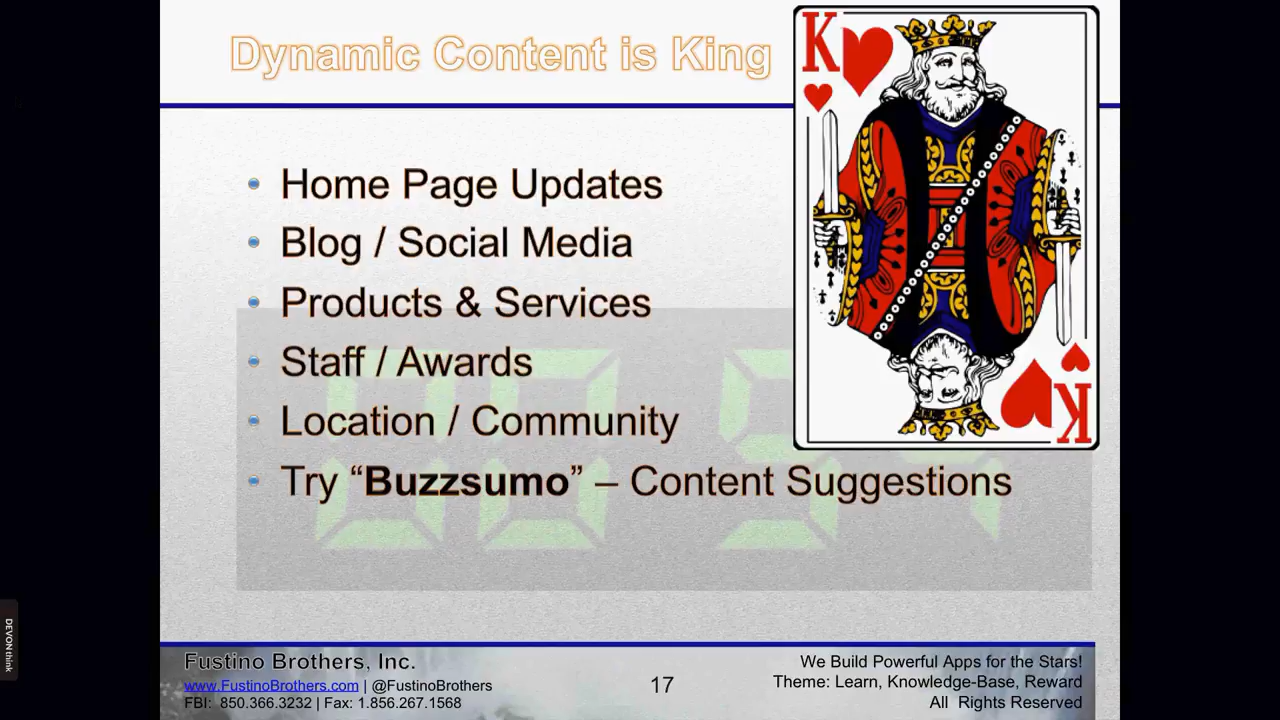 Dynamic Content is King
K
Home Page Updates
Blog / Social Media
Products & Services
Staff / Awards
Location / Community
K
Try “Buzzsumo” – Content Suggestions
DEVONthink
Fustino Brothers, Inc.
www.FustinoBrothers.com | @FustinoBrothers
FBI: 850.366.3232 | Fax: 1.856.267.1568
17
We Build Powerful Apps for the Stars!
Theme: Learn, Knowledge-Base, Reward
All Rights Reserved